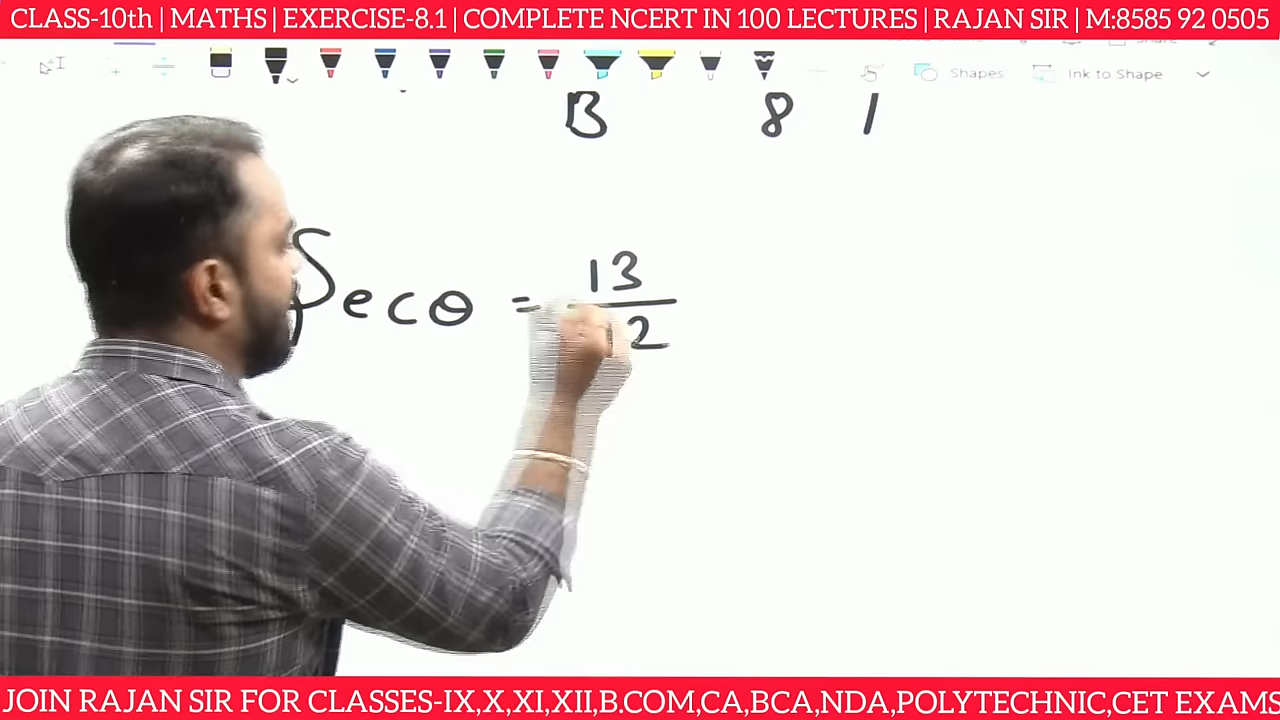 CLASS-10th | MATHS | EXERCISE-8.1 | COMPLETE NCERT IN 100 LECTURES | RAJAN SIR | M:8585 92 0505
Shapes Ink to Shape
B 8 1
Sec θ = 13
12
JOIN RAJAN SIR FOR CLASSES-IX,X,XI,XII,B.COM,CA,BCA,NDA,POLYTECHNIC,CET EXAMS